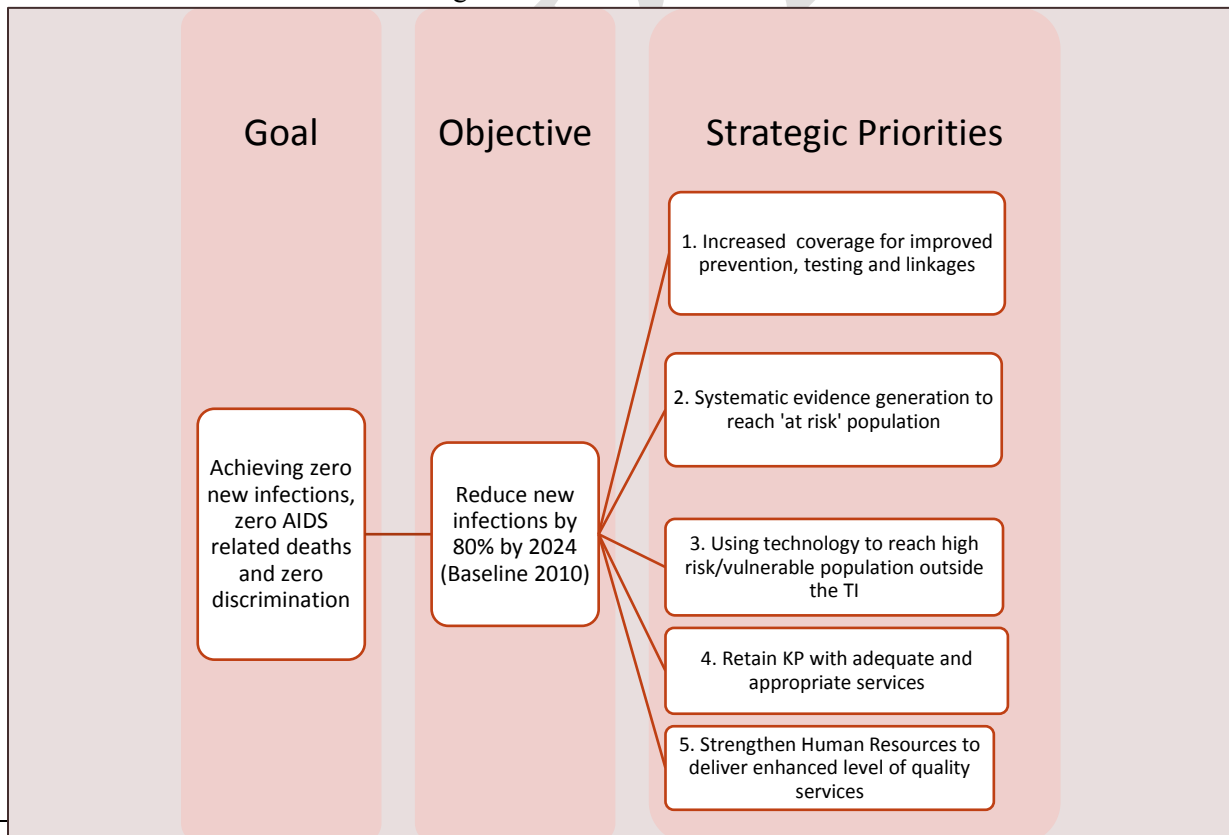 Goal
Objective
Strategic Priorities
Achieving zero
new infections,
zero AIDS
related deaths
and zero
discrimination
Reduce new
infections by
80% by 2024
(Baseline 2010)
1. Increased  coverage for improved
prevention, testing and linkages
2. Systematic evidence generation to
reach 'at risk' population
3. Using technology to reach high
risk/vulnerable population outside
the TI
4. Retain KP with adequate and
appropriate services
5. Strengthen Human Resources to
deliver enhanced level of quality
services